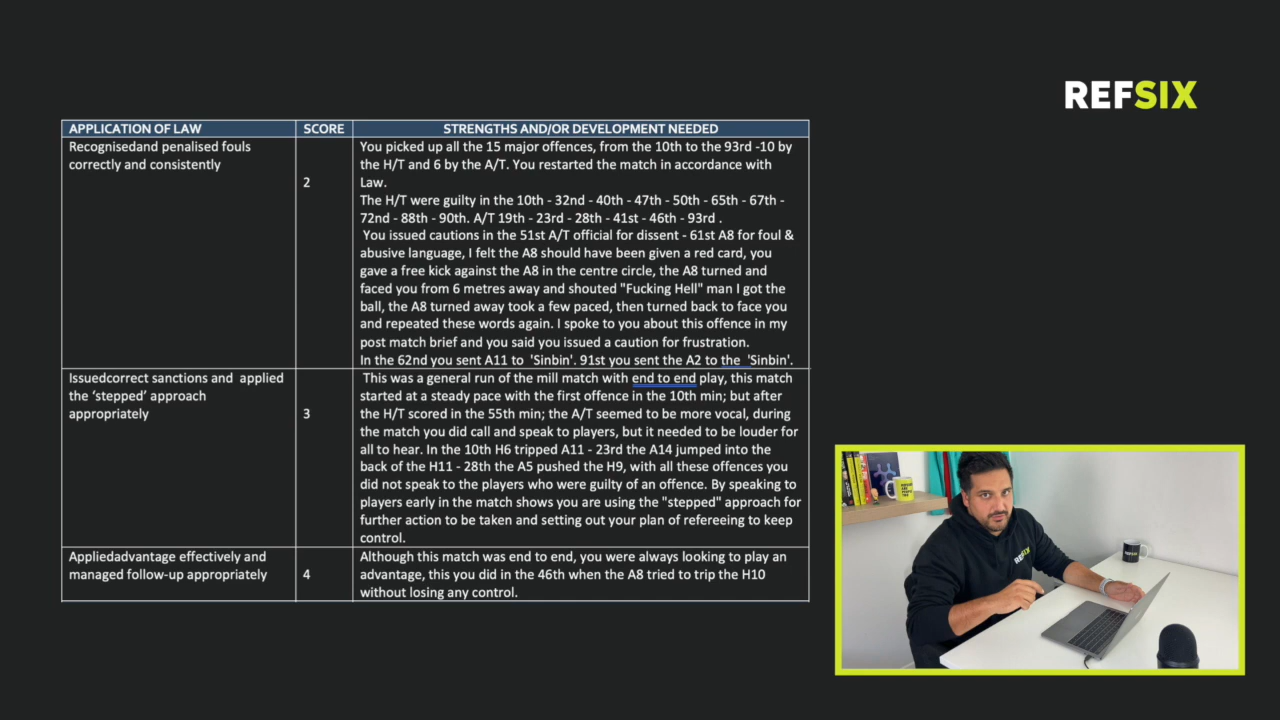 REFSIX
APPLICATION OF LAW SCORE STRENGTHS AND/OR DEVELOPMENT NEEDED
Recognisedand penalised fouls
correctly and consistently
2
You picked up all the 15 major offences, from the 10th to the 93rd -10 by
the H/T and 6 by the A/T. You restarted the match in accordance with
Law.
The H/T were guilty in the 10th - 32nd - 40th - 47th - 50th - 65th - 67th -
72nd - 88th - 90th. A/T 19th - 23rd - 28th - 41st - 46th - 93rd .
You issued cautions in the 51st A/T official for dissent - 61st A8 for foul &
abusive language, I felt the A8 should have been given a red card, you
gave a free kick against the A8 in the centre circle, the A8 turned and
faced you from 6 metres away and shouted "Fucking Hell" man I got the
ball, the A8 turned away took a few paced, then turned back to face you
and repeated these words again. I spoke to you about this offence in my
post match brief and you said you issued a caution for frustration.
In the 62nd you sent A11 to 'Sinbin'. 91st you sent the A2 to the 'Sinbin'.
Issuedcorrect sanctions and applied
the ‘stepped’ approach
appropriately
3
This was a general run of the mill match with end to end play, this match
started at a steady pace with the first offence in the 10th min; but after
the H/T scored in the 55th min; the A/T seemed to be more vocal, during
the match you did call and speak to players, but it needed to be louder for
all to hear. In the 10th H6 tripped A11 - 23rd the A14 jumped into the
back of the H11 - 28th the A5 pushed the H9, with all these offences you
did not speak to the players who were guilty of an offence. By speaking to
players early in the match shows you are using the "stepped" approach for
further action to be taken and setting out your plan of refereeing to keep
control.
Appliedadvantage effectively and
managed follow-up appropriately
4
Although this match was end to end, you were always looking to play an
advantage, this you did in the 46th when the A8 tried to trip the H10
without losing any control.
REFSIX
REFSIX